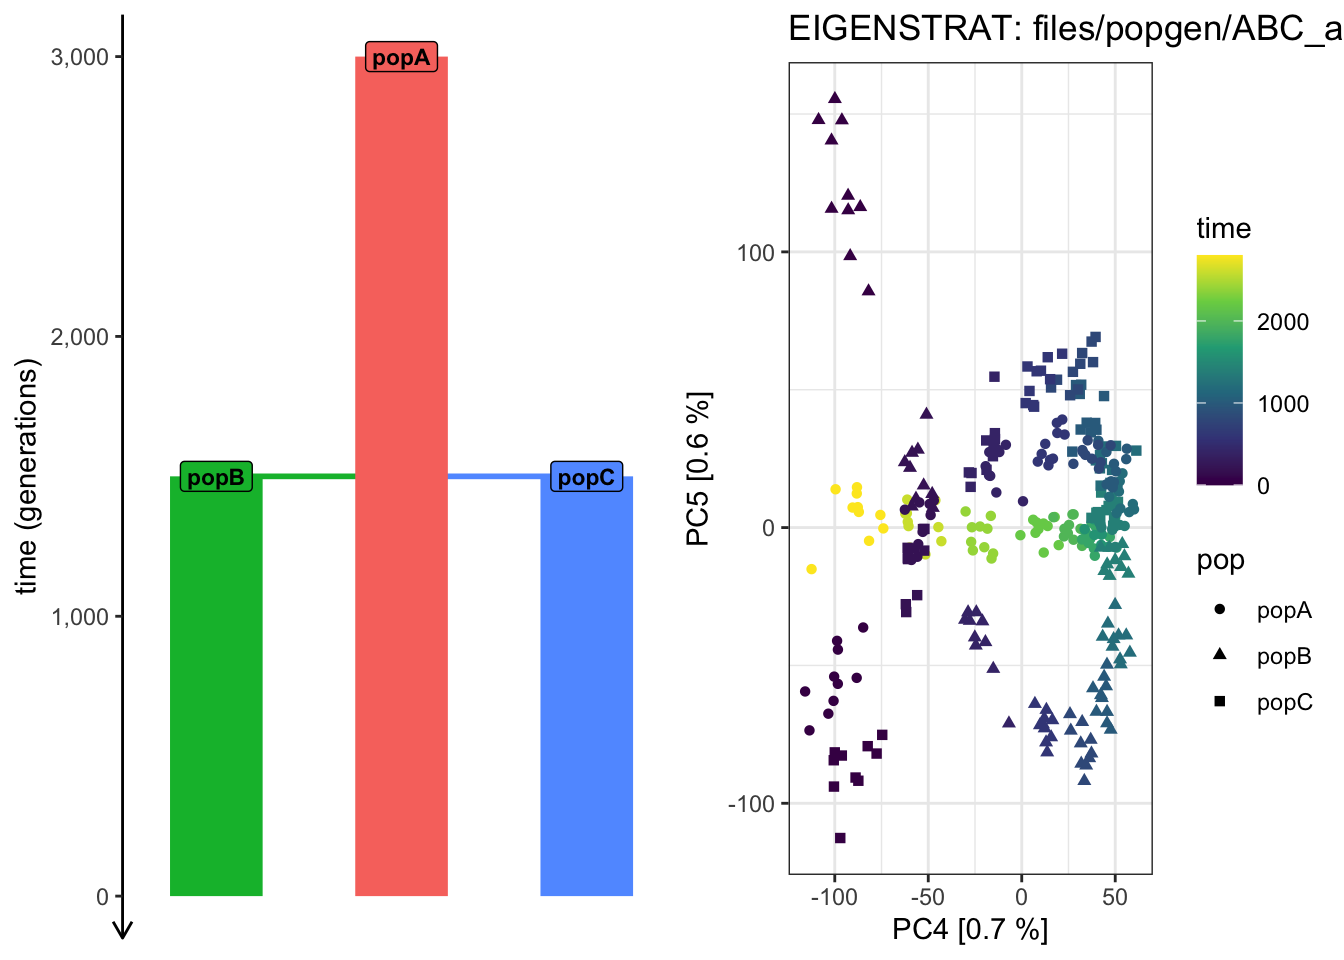 time (generations)
3,000
2,000
1,000
0
popA
popB
popC
EIGENSTRAT: files/popgen/ABC_a
PC5 [0.6 %]
100
0
-100
-100
-50
0
50
PC4 [0.7 %]
time
2000
1000
0
pop
popA
popB
popC